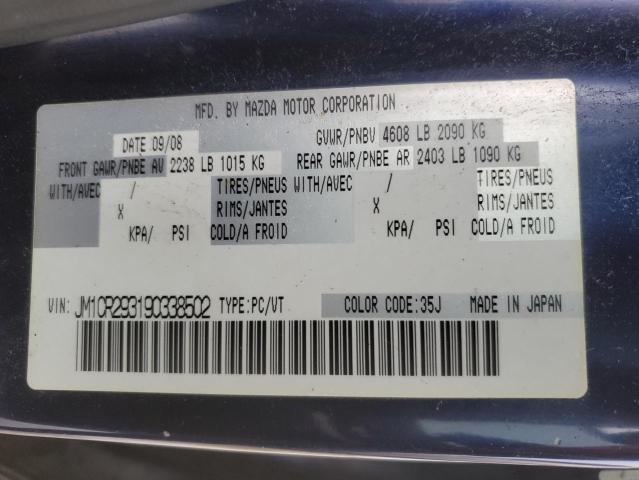 MFD. BY MAZDA MOTOR CORPORATION
DATE 09/08 GVWR/PNBV 4608 LB 2090 KG
FRONT GAWR/PNBE AV 2238 LB 1015 KG REAR GAWR/PNBE AR 2403 LB 1090 KG
WITH/AVEC / TIRES/PNEUS WITH/AVEC / TIRES/PNEUS
X RIMS/JANTES X RIMS/JANTES
KPA/ PSI COLD/A FROID KPA/ PSI COLD/A FROID
VIN: JM1CR293190338502 TYPE:PC/VT COLOR CODE:35J MADE IN JAPAN